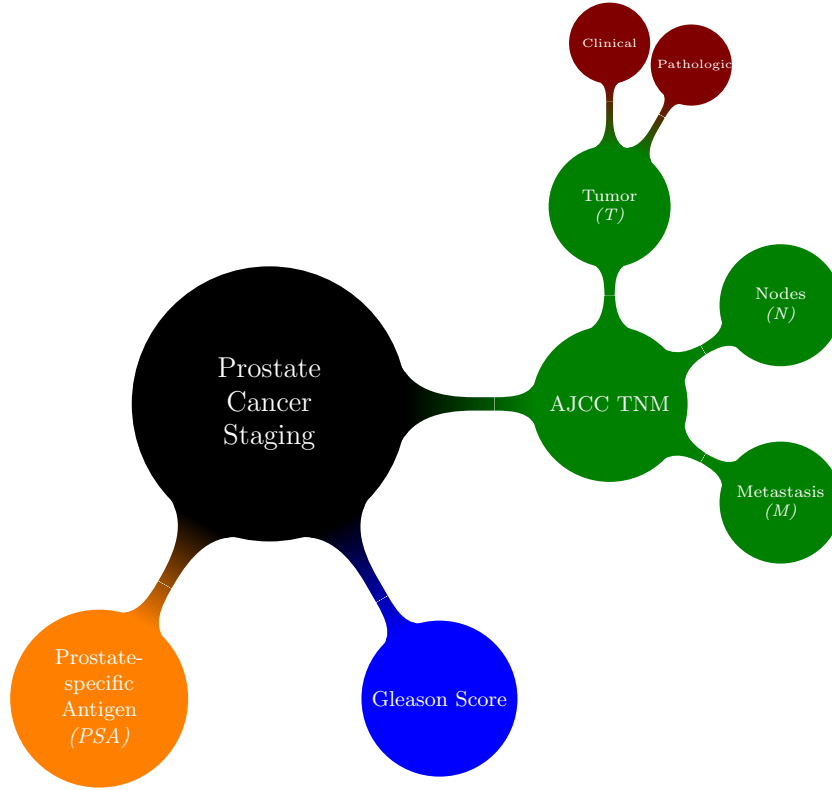 Clinical
Pathologic
Tumor
(T)
Nodes
(N)
Prostate
Cancer
Staging
AJCC TNM
Metastasis
(M)
Prostate-
specific
Antigen
(PSA)
Gleason Score